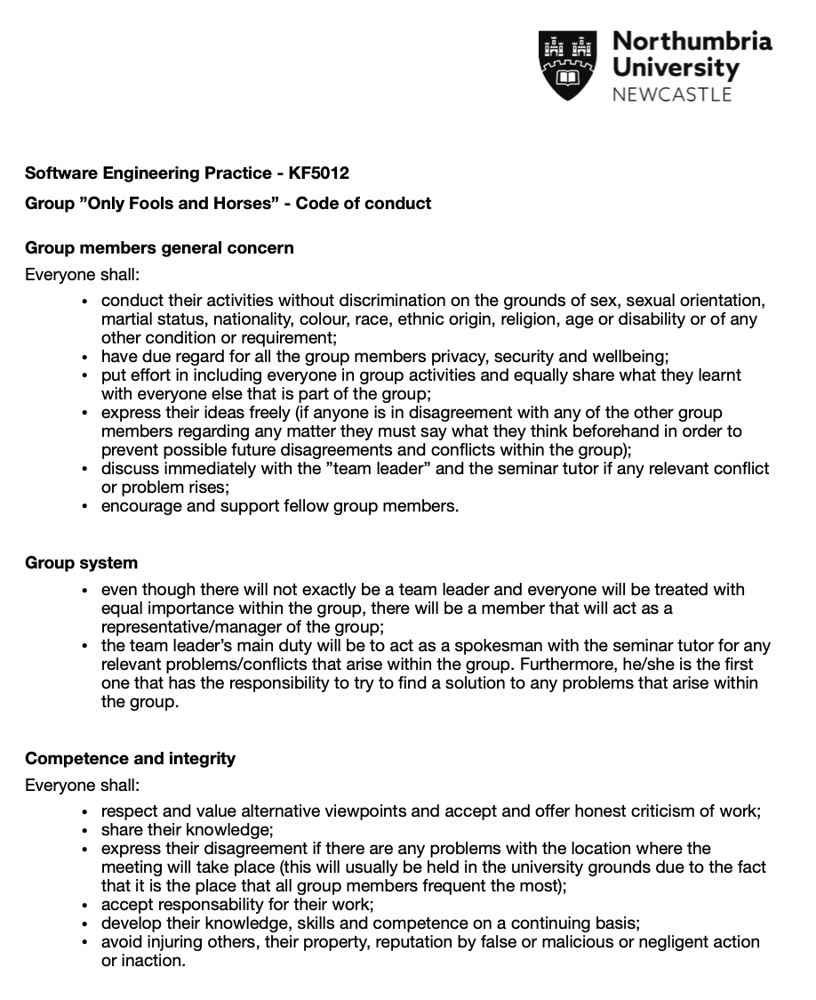 Northumbria
University
NEWCASTLE
Software Engineering Practice - KF5012
Group ”Only Fools and Horses” - Code of conduct
Group members general concern
Everyone shall:
• conduct their activities without discrimination on the grounds of sex, sexual orientation,
martial status, nationality, colour, race, ethnic origin, religion, age or disability or of any
other condition or requirement;
• have due regard for all the group members privacy, security and wellbeing;
• put effort in including everyone in group activities and equally share what they learnt
with everyone else that is part of the group;
• express their ideas freely (if anyone is in disagreement with any of the other group
members regarding any matter they must say what they think beforehand in order to
prevent possible future disagreements and conflicts within the group);
• discuss immediately with the ”team leader” and the seminar tutor if any relevant conflict
or problem rises;
• encourage and support fellow group members.
Group system
• even though there will not exactly be a team leader and everyone will be treated with
equal importance within the group, there will be a member that will act as a
representative/manager of the group;
• the team leader’s main duty will be to act as a spokesman with the seminar tutor for any
relevant problems/conflicts that arise within the group. Furthermore, he/she is the first
one that has the responsibility to try to find a solution to any problems that arise within
the group.
Competence and integrity
Everyone shall:
• respect and value alternative viewpoints and accept and offer honest criticism of work;
• share their knowledge;
• express their disagreement if there are any problems with the location where the
meeting will take place (this will usually be held in the university grounds due to the fact
that it is the place that all group members frequent the most);
• accept responsability for their work;
• develop their knowledge, skills and competence on a continuing basis;
• avoid injuring others, their property, reputation by false or malicious or negligent action
or inaction.